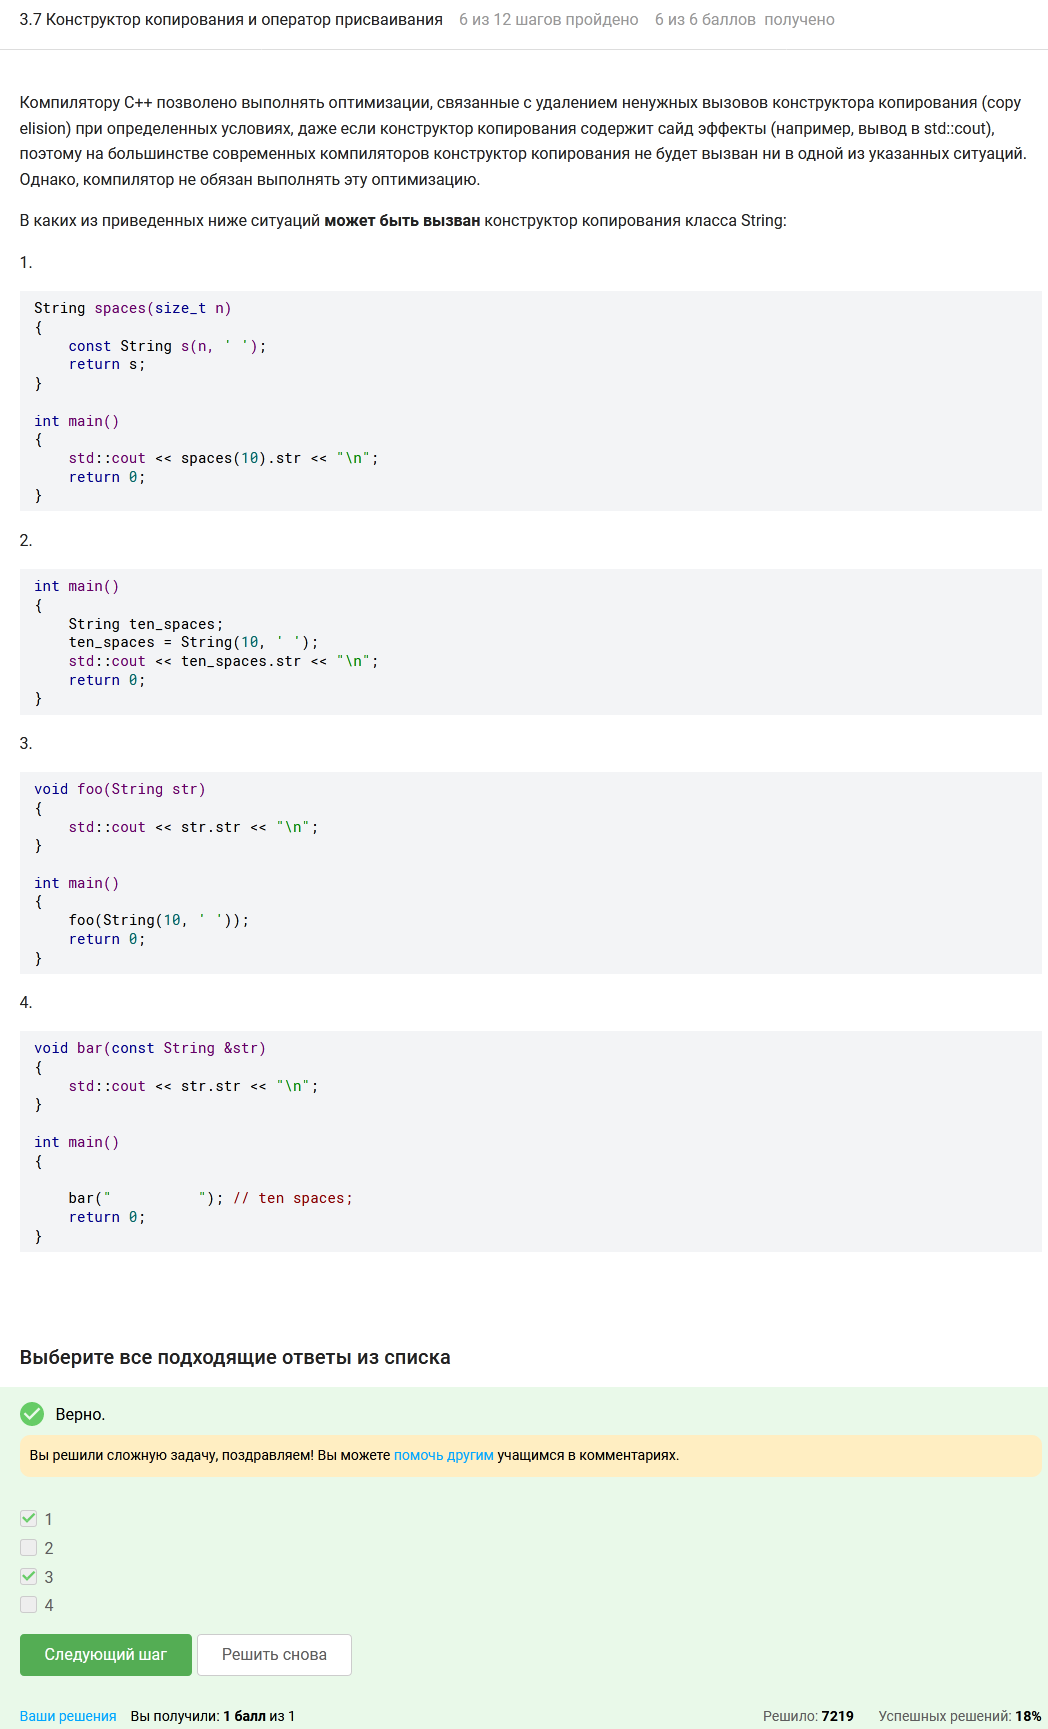 3.7 Конструктор копирования и оператор присваивания 6 из 12 шагов пройдено 6 из 6 баллов получено
Компилятору C++ позволено выполнять оптимизации, связанные с удалением ненужных вызовов конструктора копирования (copy
elision) при определенных условиях, даже если конструктор копирования содержит сайд эффекты (например, вывод в std::cout),
поэтому на большинстве современных компиляторов конструктор копирования не будет вызван ни в одной из указанных ситуаций.
Однако, компилятор не обязан выполнять эту оптимизацию.
В каких из приведенных ниже ситуаций может быть вызван конструктор копирования класса String:
1.
String spaces(size_t n)
{
    const String s(n, ' ');
    return s;
}
int main()
{
    std::cout << spaces(10).str << "\n";
    return 0;
}
2.
int main()
{
    String ten_spaces;
    ten_spaces = String(10, ' ');
    std::cout << ten_spaces.str << "\n";
    return 0;
}
3.
void foo(String str)
{
    std::cout << str.str << "\n";
}
int main()
{
    foo(String(10, ' '));
    return 0;
}
4.
void bar(const String &str)
{
    std::cout << str.str << "\n";
}
int main()
{
    bar("          "); // ten spaces;
    return 0;
}
Выберите все подходящие ответы из списка
Верно.
Вы решили сложную задачу, поздравляем! Вы можете помочь другим учащимся в комментариях.
1
2
3
4
Следующий шаг Решить снова
Ваши решения Вы получили: 1 балл из 1 Решило: 7219 Успешных решений: 18%